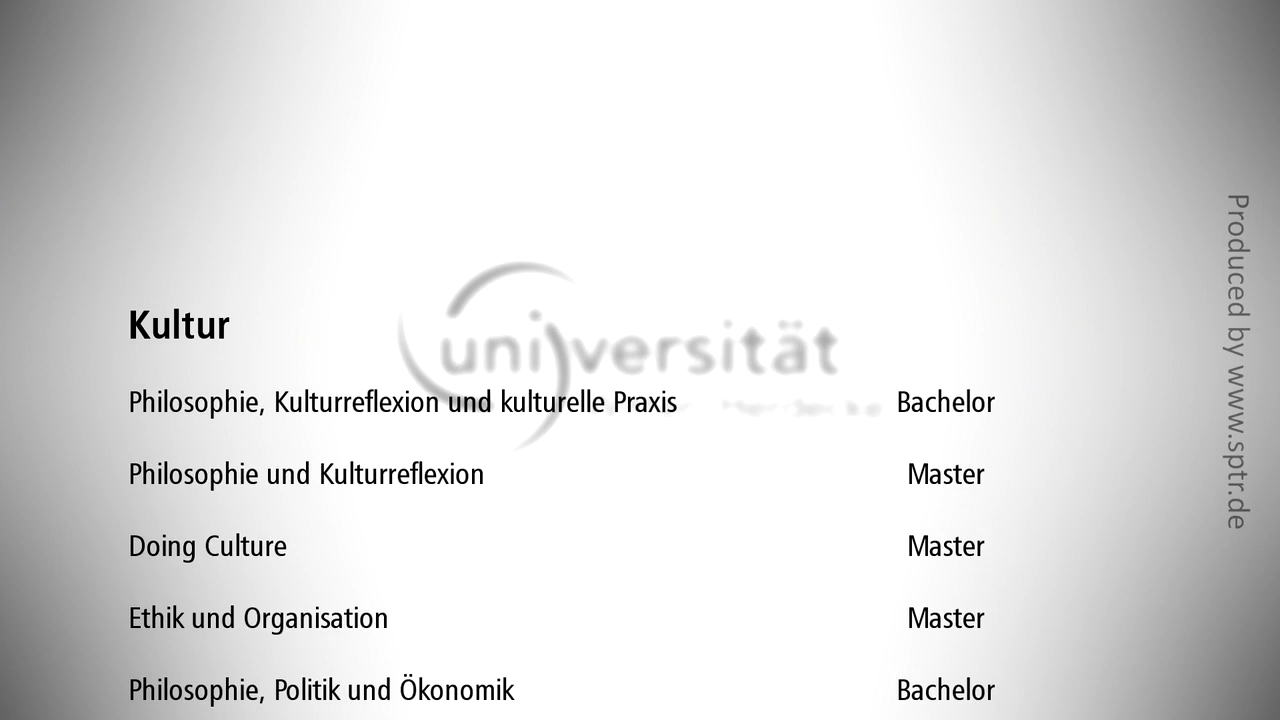 Kultur
universität
Philosophie, Kulturreflexion und kulturelle Praxis Bachelor
Philosophie und Kulturreflexion Master
Doing Culture Master
Ethik und Organisation Master
Philosophie, Politik und Ökonomik Bachelor
Produced by www.sptr.de